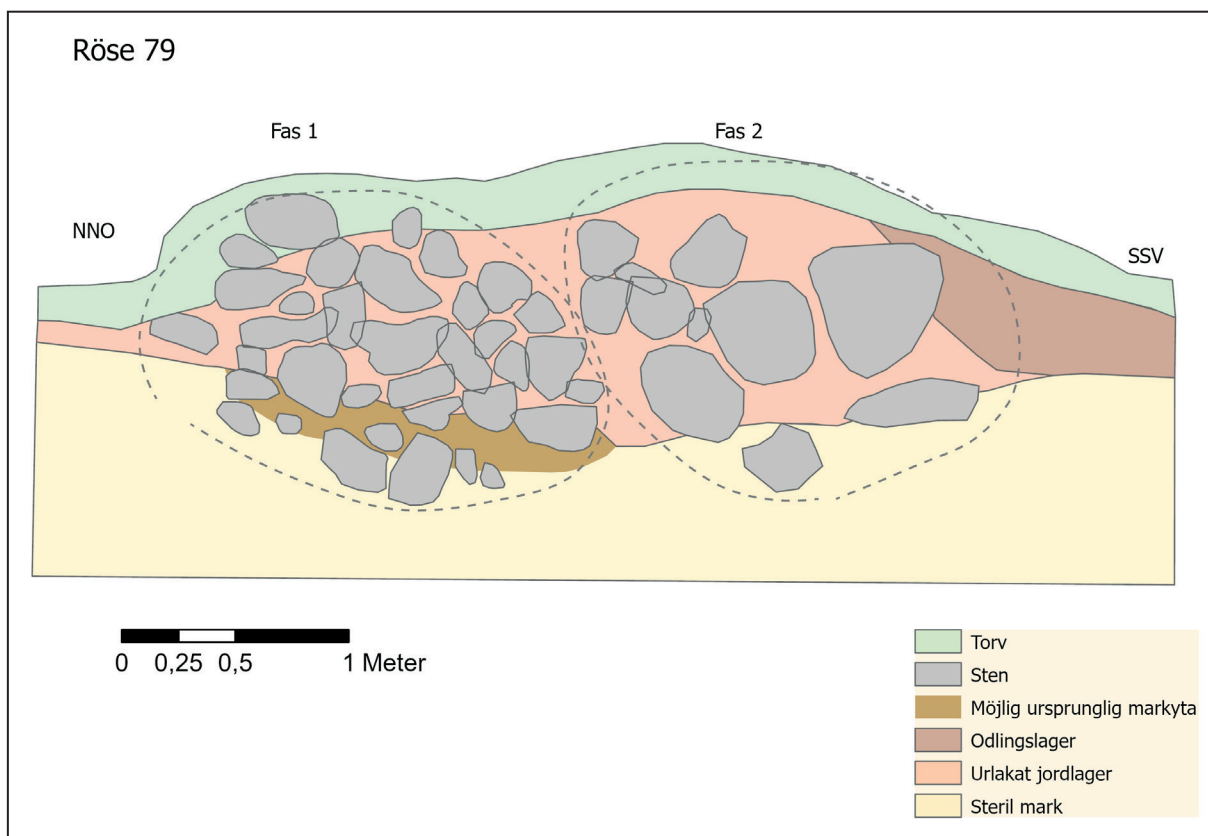 Röse 79
Fas 1
Fas 2
NNO
SSV
0 0,25 0,5 1 Meter
Torv
Sten
Möjlig ursprunglig markyta
Odlingslager
Urlakat jordlager
Steril mark